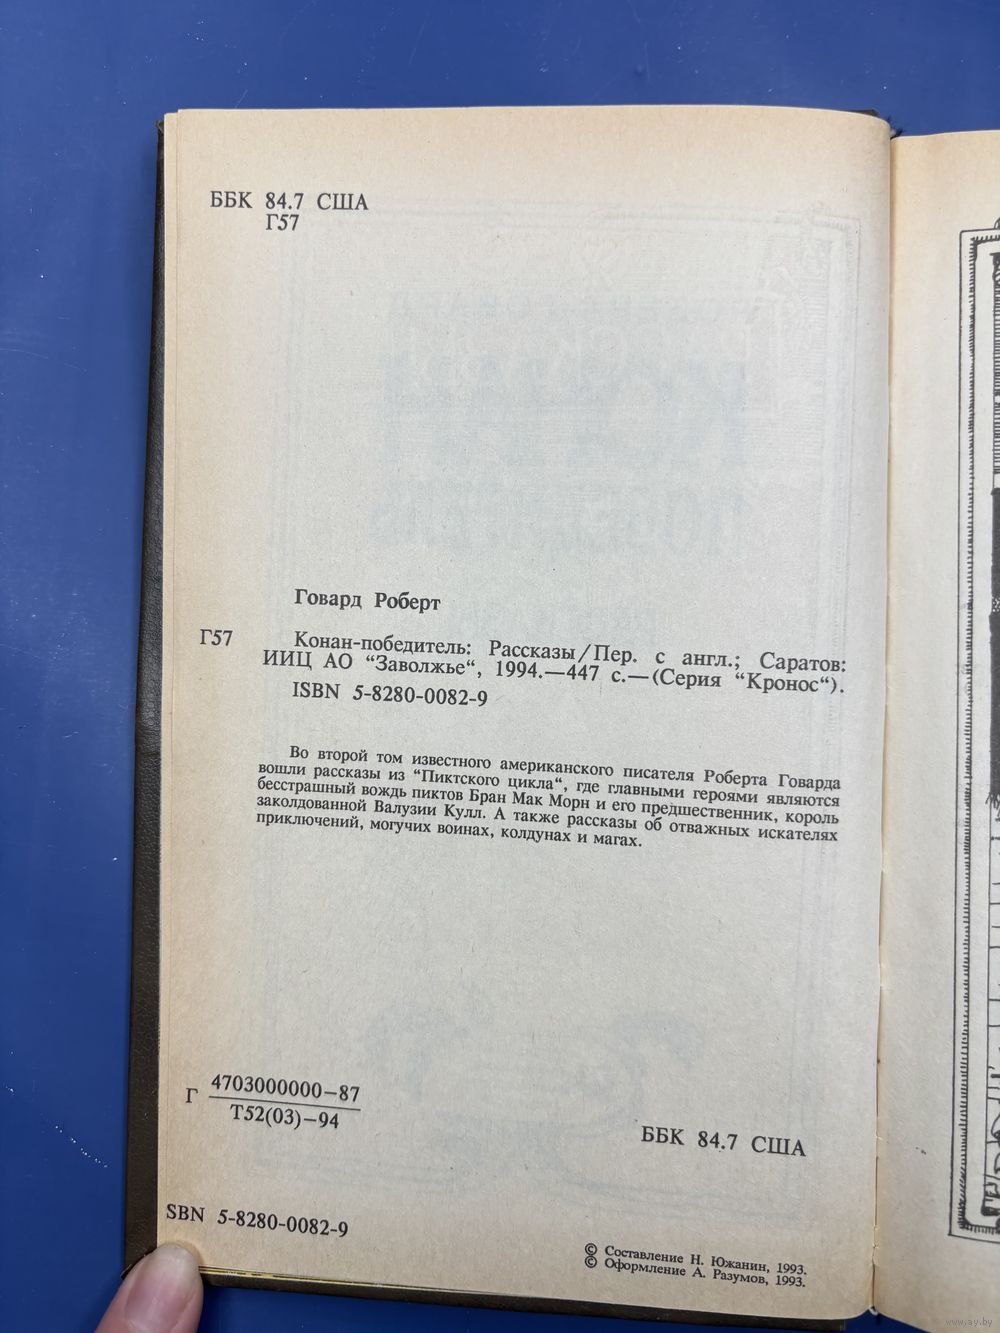 ББК 84.7 США
Г57
Говард Роберт
Г57 Конан-победитель: Рассказы/Пер. с англ.; Саратов:
ИИЦ АО “Заволжье“, 1994.—447 с.—(Серия “Кронос“).
ISBN 5-8280-0082-9
Во второй том известного американского писателя Роберта Говарда
вошли рассказы из “Пиктского цикла“, где главными героями являются
бесстрашный вождь пиктов Бран Мак Морн и его предшественник, король
заколдованной Валузии Кулл. А также рассказы об отважных искателях
приключений, могучих воинах, колдунах и магах.
Г 4703000000—87
Т52(03)—94
ББК 84.7 США
SBN 5-8280-0082-9
© Составление Н. Южанин, 1993.
© Оформление А. Разумов, 1993.
www.ay.by